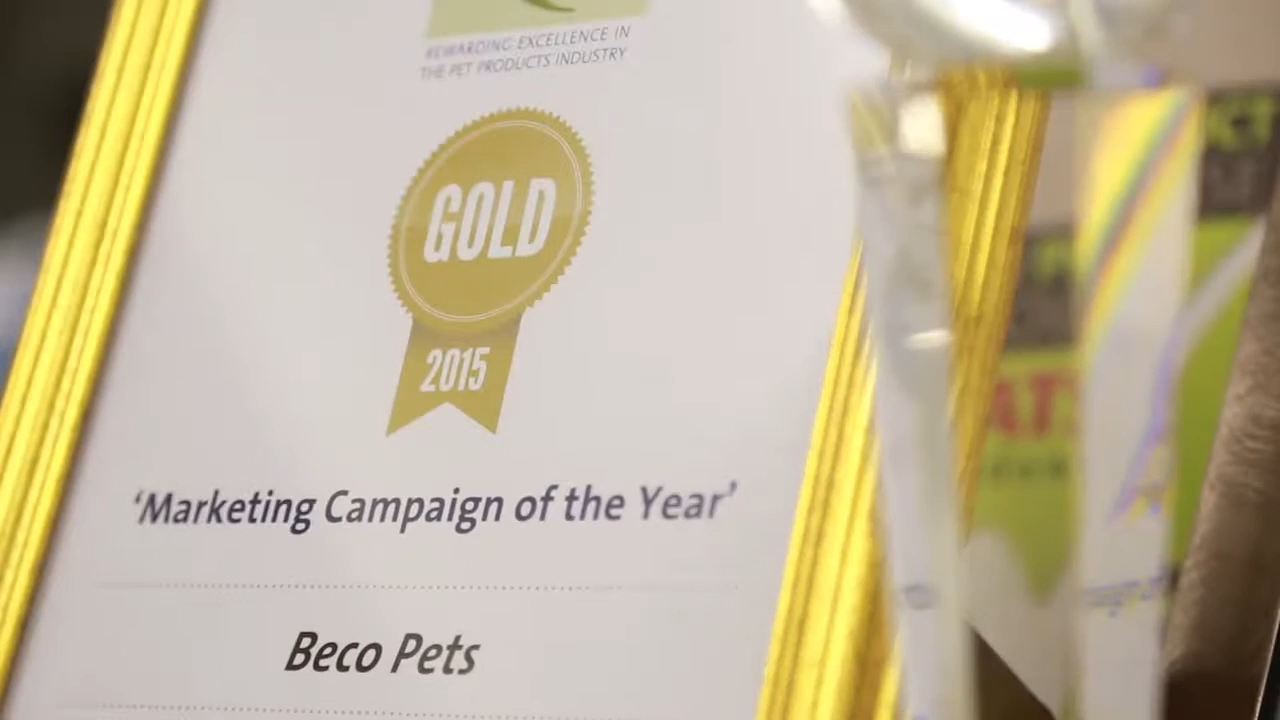 REWARDING EXCELLENCE IN
THE PET PRODUCTS INDUSTRY
GOLD
2015
‘Marketing Campaign of the Year’
Beco Pets